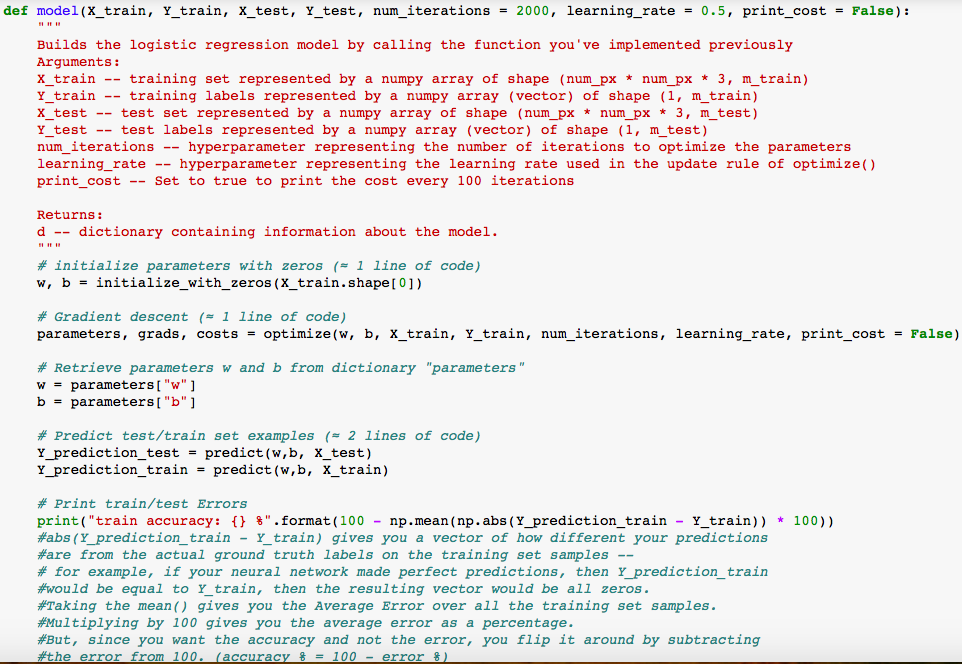 def model(X_train, Y_train, X_test, Y_test, num_iterations = 2000, learning_rate = 0.5, print_cost = False):
"""
Builds the logistic regression model by calling the function you've implemented previously
Arguments:
X_train -- training set represented by a numpy array of shape (num_px * num_px * 3, m_train)
Y_train -- training labels represented by a numpy array (vector) of shape (1, m_train)
X_test -- test set represented by a numpy array of shape (num_px * num_px * 3, m_test)
Y_test -- test labels represented by a numpy array (vector) of shape (1, m_test)
num_iterations -- hyperparameter representing the number of iterations to optimize the parameters
learning_rate -- hyperparameter representing the learning rate used in the update rule of optimize()
print_cost -- Set to true to print the cost every 100 iterations
Returns:
d -- dictionary containing information about the model.
"""
# initialize parameters with zeros (≈ 1 line of code)
w, b = initialize_with_zeros(X_train.shape[0])
# Gradient descent (≈ 1 line of code)
parameters, grads, costs = optimize(w, b, X_train, Y_train, num_iterations, learning_rate, print_cost = False)
# Retrieve parameters w and b from dictionary "parameters"
w = parameters["w"]
b = parameters["b"]
# Predict test/train set examples (≈ 2 lines of code)
Y_prediction_test = predict(w,b, X_test)
Y_prediction_train = predict(w,b, X_train)
# Print train/test Errors
print("train accuracy: {} %".format(100 - np.mean(np.abs(Y_prediction_train - Y_train)) * 100))
#abs(Y_prediction_train - Y_train) gives you a vector of how different your predictions
#are from the actual ground truth labels on the training set samples --
# for example, if your neural network made perfect predictions, then Y_prediction_train
#would be equal to Y_train, then the resulting vector would be all zeros.
#Taking the mean() gives you the Average Error over all the training set samples.
#Multiplying by 100 gives you the average error as a percentage.
#But, since you want the accuracy and not the error, you flip it around by subtracting
#the error from 100. (accuracy % = 100 - error %)